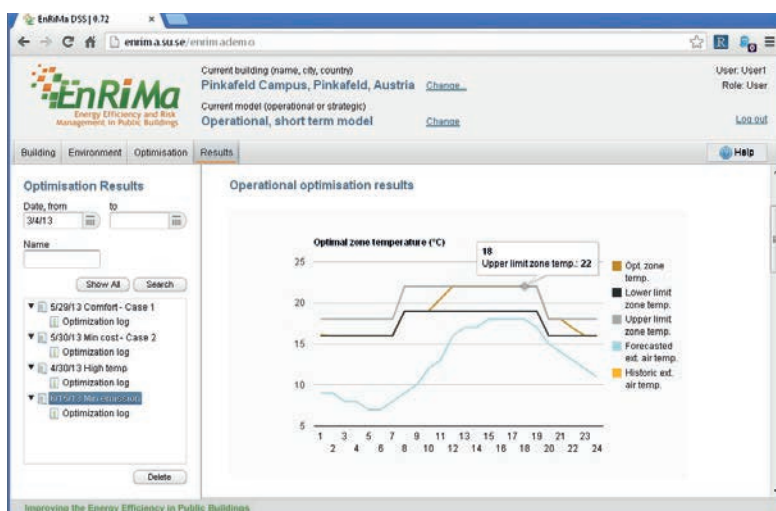 EnRiMa DSS | 0.72
enrima.su.se/enrimademo
EnRiMa
Energy Efficiency and Risk
Management in Public Buildings
Current building (name, city, country)
Pinkafeld Campus, Pinkafeld, Austria Change...
Current model (operational or strategic)
Operational, short term model Change
User: User1
Role: User
Log out
Building Environment Optimisation Results Help
Optimisation Results
Date, from to
3/4/13
Name
Show All Search
5/29/13 Comfort - Case 1
Optimization log
5/30/13 Min cost - Case 2
Optimization log
4/30/13 High temp
Optimization log
6/15/13 Min emission
Optimization log
Delete
Operational optimisation results
Optimal zone temperature (°C)
18
Upper limit zone temp.: 22
25
20
15
10
5
1 3 5 7 9 11 13 15 17 19 21 23
2 4 6 8 10 12 14 16 18 20 22 24
Opt. zone
temp.
Lower limit
zone temp.
Upper limit
zone temp.
Forecasted
ext. air temp.
Historic ext.
air temp.
Improving the Energy Efficiency in Public Buildings